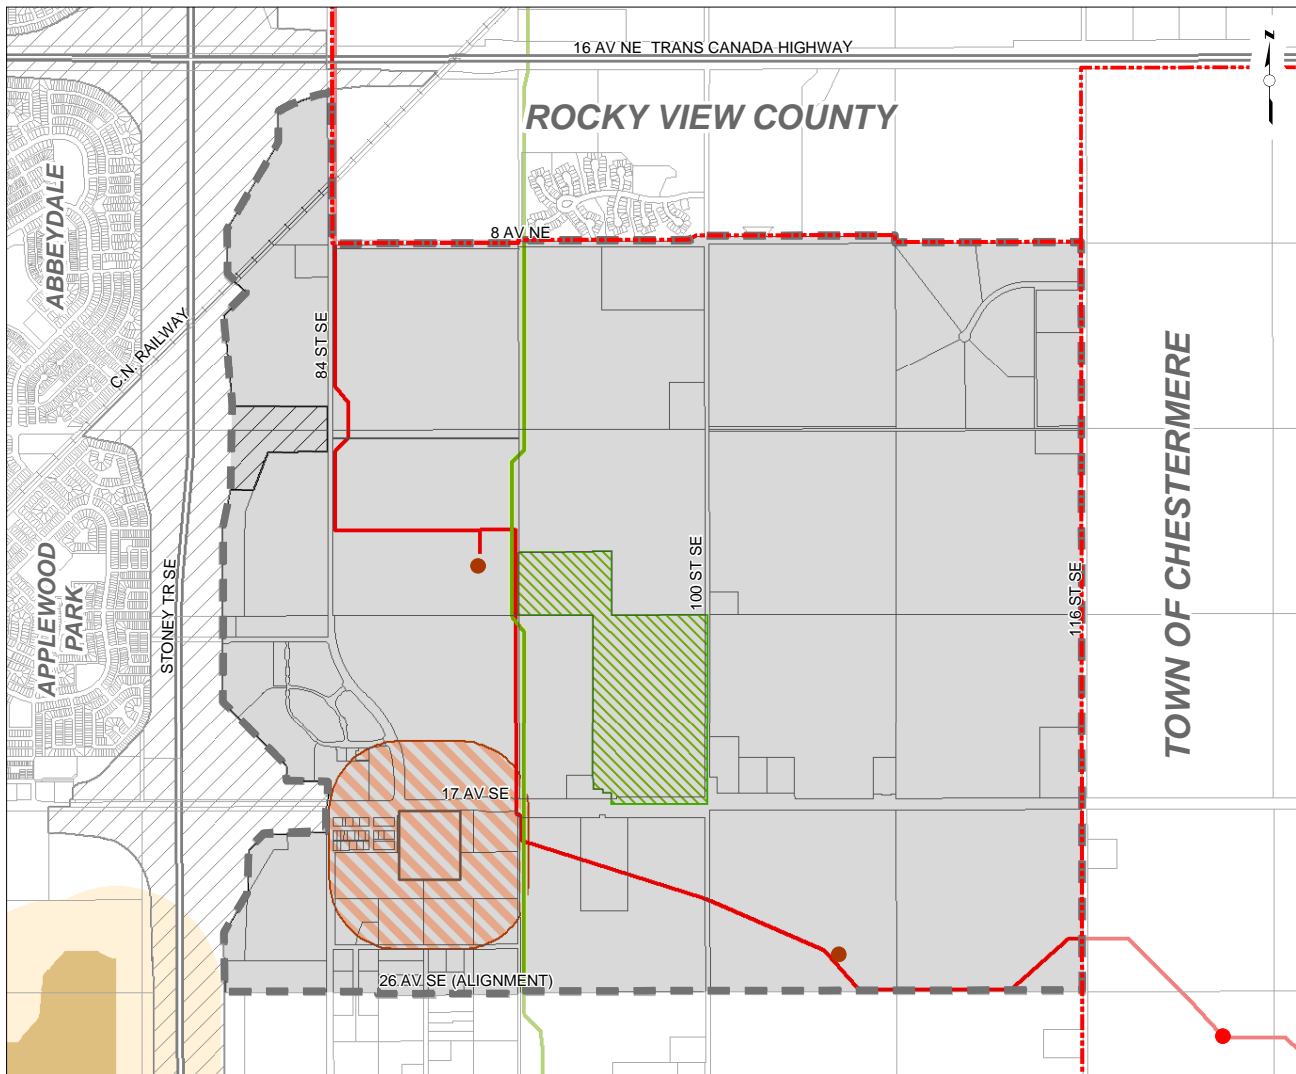 16 AV NE TRANS CANADA HIGHWAY
N
ROCKY VIEW COUNTY
ABBEYDALE
8 AV NE
C.N. RAILWAY
84 ST SE
TOWN OF CHESTERMERE
APPLEWOOD
PARK
STONEY TR SE
100 ST SE
116 ST SE
17 AV SE
26 AV SE (ALIGNMENT)